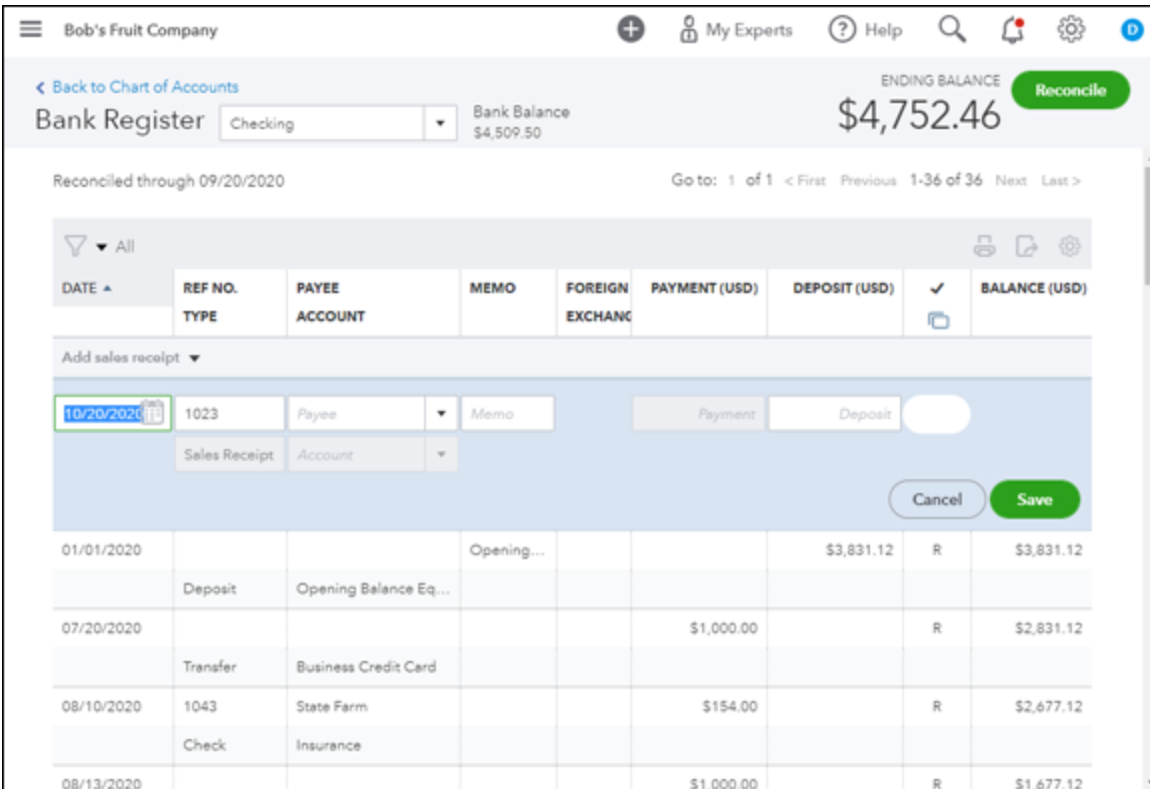 Bob's Fruit Company My Experts Help D
Back to Chart of Accounts
Bank Register Checking
Bank Balance
$4,509.50
ENDING BALANCE
$4,752.46
Reconcile
Reconciled through 09/20/2020 Go to: 1 of 1 < First Previous 1-36 of 36 Next Last >
All
DATE REF NO. PAYEE MEMO FOREIGN PAYMENT (USD) DEPOSIT (USD) ✓ BALANCE (USD)
TYPE ACCOUNT EXCHANG
Add sales receipt
10/20/2020 1023 Payee Memo Payment Deposit
Sales Receipt Account
Cancel Save
01/01/2020 Opening... $3,831.12 R $3,831.12
Deposit Opening Balance Eq...
07/20/2020 $1,000.00 R $2,831.12
Transfer Business Credit Card
08/10/2020 1043 State Farm $154.00 R $2,677.12
Check Insurance
08/13/2020 $1,000.00 R $1,677.12